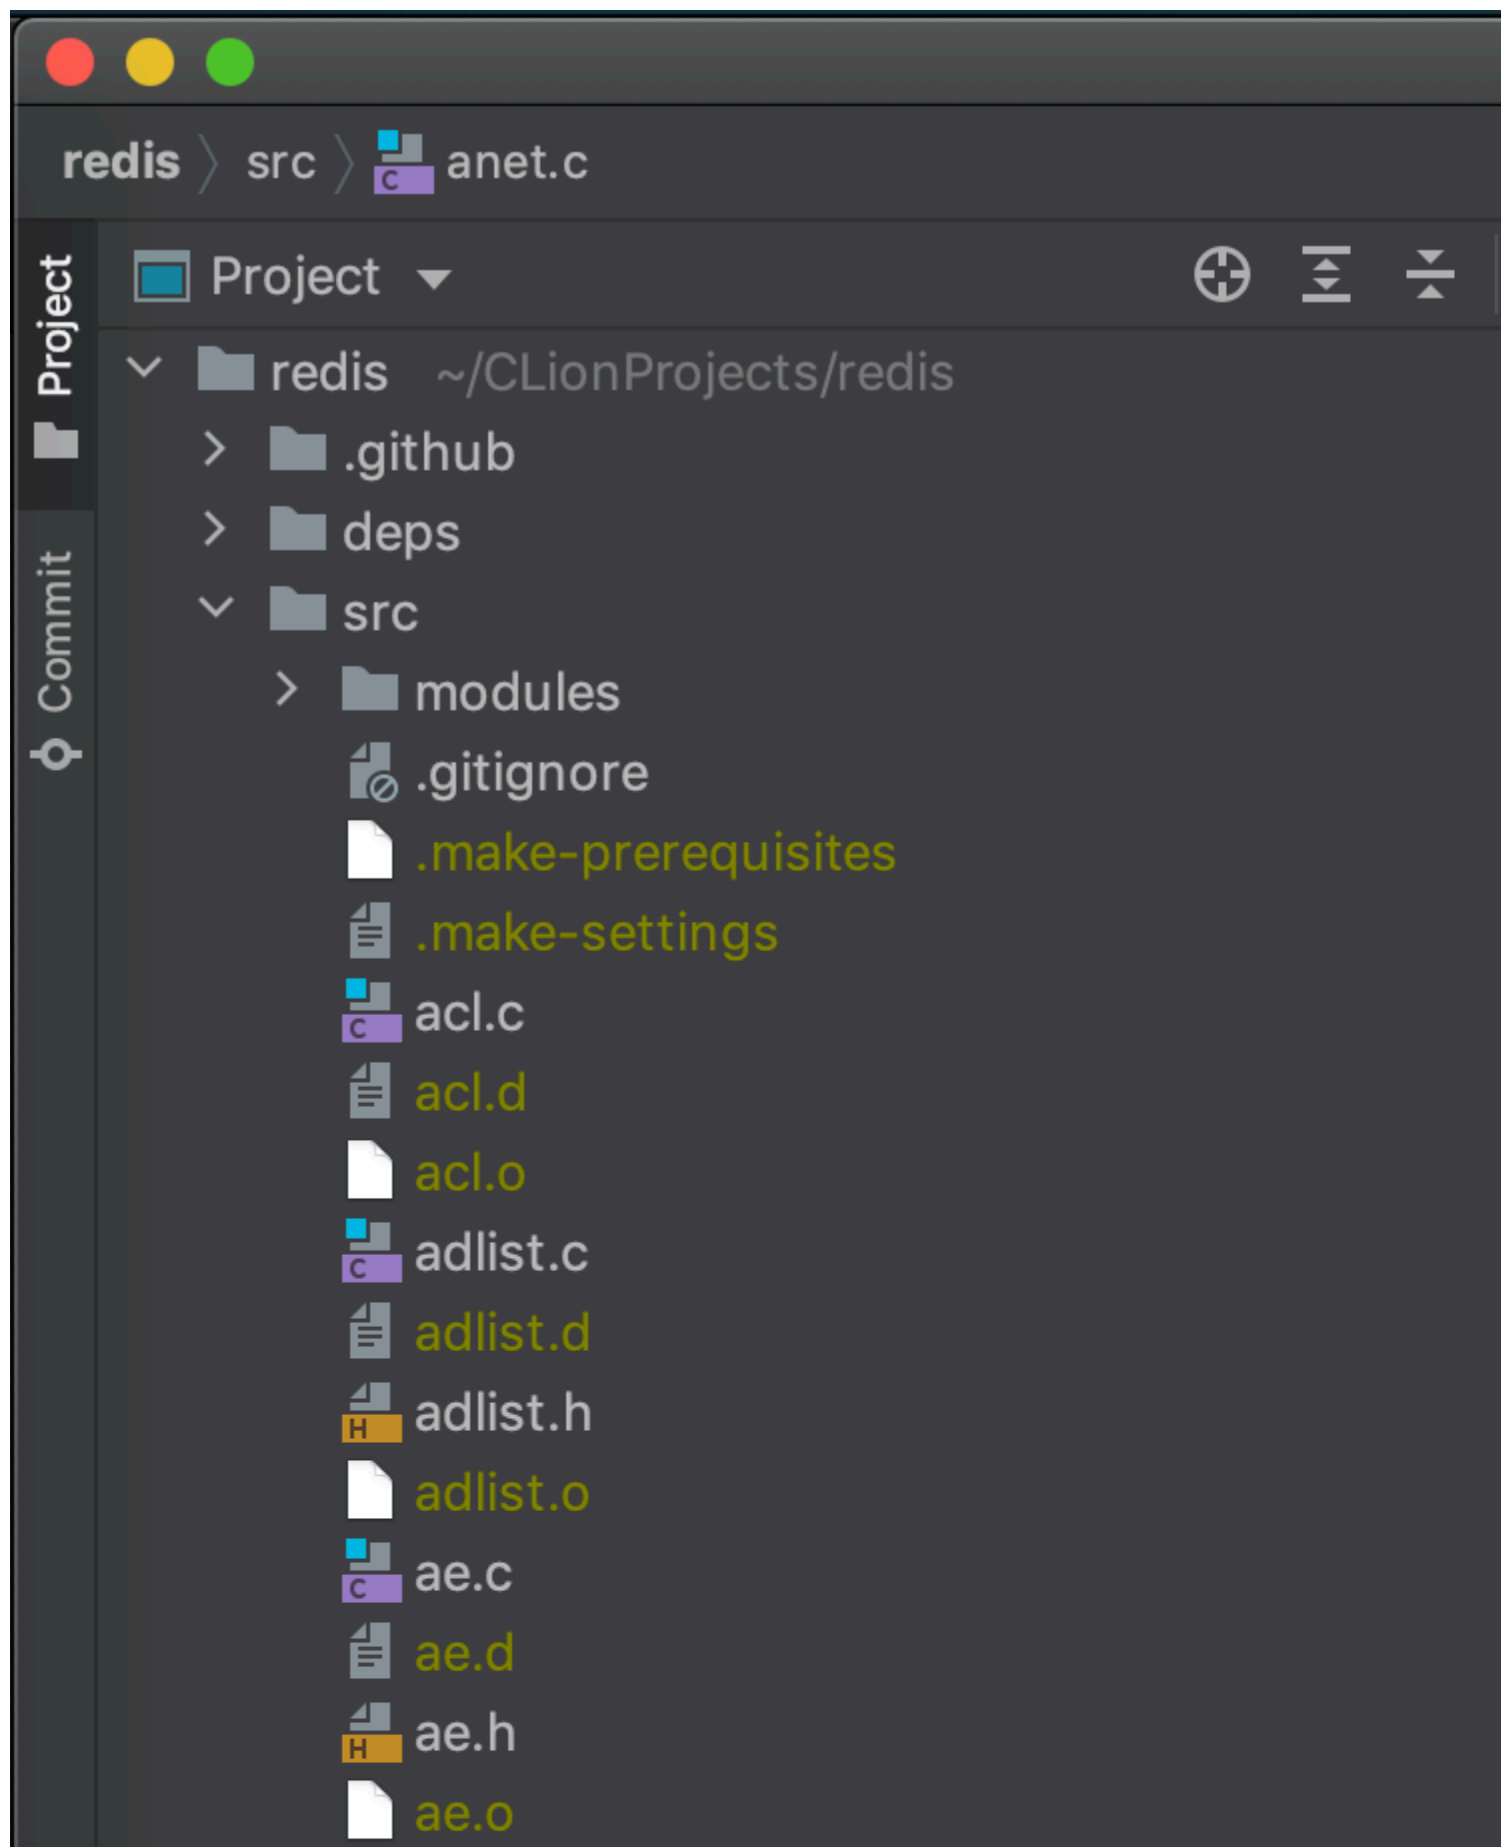 redis 〉 src 〉 anet.c
Project
Project
Commit
redis ~/CLionProjects/redis
.github
deps
src
modules
.gitignore
.make-prerequisites
.make-settings
C acl.c
acl.d
acl.o
C adlist.c
adlist.d
H adlist.h
adlist.o
C ae.c
ae.d
H ae.h
ae.o